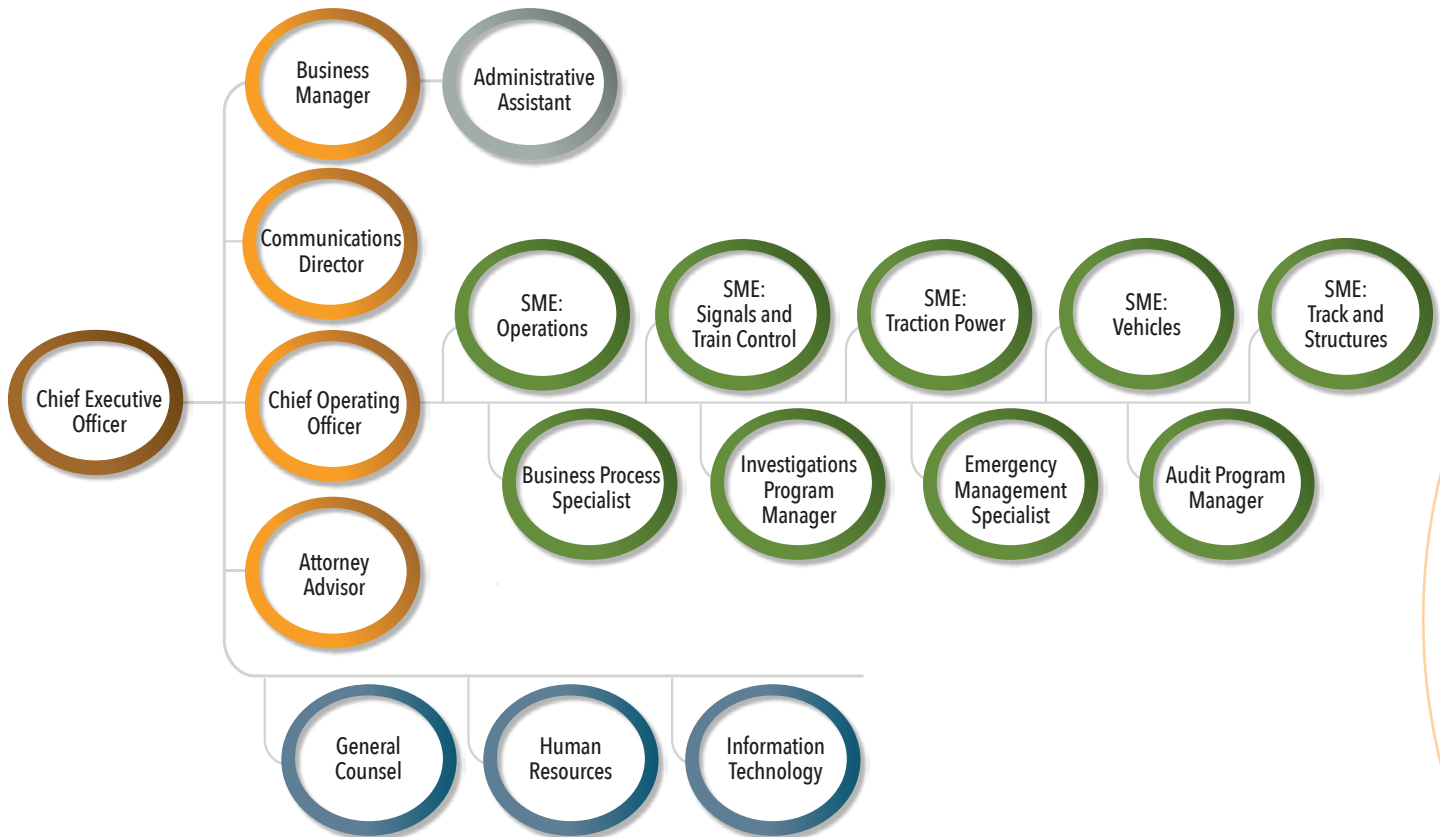 Business
Manager
Administrative
Assistant
Communications
Director
SME:
Operations
SME:
Signals and
Train Control
SME:
Traction Power
SME:
Vehicles
SME:
Track and
Structures
Chief Executive
Officer
Chief Operating
Officer
Business Process
Specialist
Investigations
Program
Manager
Emergency
Management
Specialist
Audit Program
Manager
Attorney
Advisor
General
Counsel
Human
Resources
Information
Technology